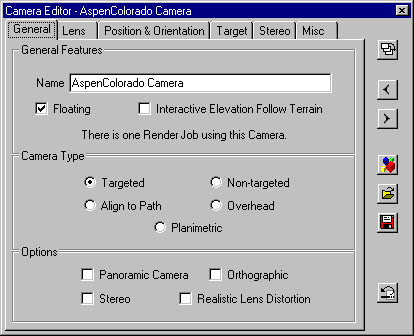 Camera Editor - AspenColorado Camera
General Lens Position & Orientation Target Stereo Misc
General Features
Name AspenColorado Camera
Floating Interactive Elevation Follow Terrain
There is one Render Job using this Camera.
Camera Type
Targeted Non-targeted
Align to Path Overhead
Planimetric
Options
Panoramic Camera Orthographic
Stereo Realistic Lens Distortion